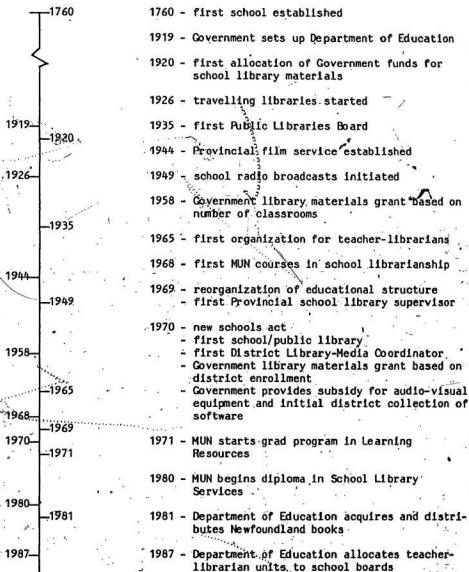 1760
1760 - first school established
1919 - Government sets up Department of Education
1920 - first allocation of Government funds for
school library materials
1926 - travelling libraries started
1919
1935 - first Public Libraries Board
1920
1944 - Provincial film service established
1926
1949 - school radio broadcasts initiated
1958 - Government library materials grant based on
number of classrooms
1935
1965 - first organization for teacher-librarians
1968 - first MUN courses in school librarianship
1944
1969 - reorganization of educational structure
1949
- first Provincial school library supervisor
1970 - new schools act
- first school/public library
1958
- first District Library-Media Coordinator
- Government library materials grant based on
district enrollment
1965
- Government provides subsidy for audio-visual
equipment and initial district collection of
software
1968
1969
1970
1971 - MUN starts grad program in Learning
Resources
1971
1980 - MUN begins diploma in School Library
Services
1980
1981
1981 - Department of Education acquires and distri-
butes Newfoundland books
1987
1987 - Department of Education allocates teacher-
librarian units to school boards